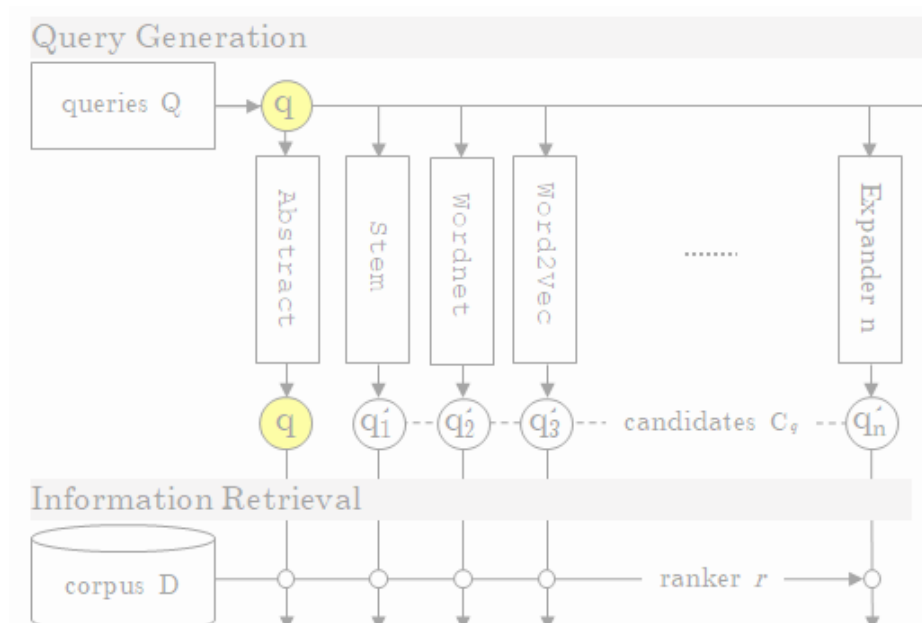 Query Generation
queries Q
q
Abstract
Stem
Wordnet
Word2Vec
........
Expander n
q
q´1
q´2
q´3
candidates Cq
q´n
Information Retrieval
corpus D
ranker r